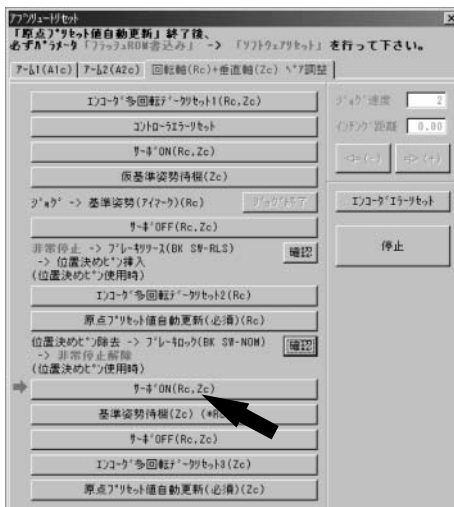 アブソリュートリセット
「原点プリセット値自動更新」終了後、
必ずパラメータ「フラッシュROM書込み」 -> 「ソフトウェアリセット」を行って下さい。
アーム1(A1c)
アーム2(A2c)
回転軸(Rc)+垂直軸(Zc) ペア調整
エンコーダ多回転データリセット1(Rc,Zc)
コントローラエラーリセット
サーボON(Rc,Zc)
仮基準姿勢待機(Zc)
ジョグ -> 基準姿勢(アイマーク)(Rc)
ジョグ終了
サーボOFF(Rc,Zc)
非常停止 -> ブレーキリリース(BK SW-RLS)
-> 位置決めピン挿入
(位置決めピン使用時)
確認
エンコーダ多回転データリセット2(Rc)
原点プリセット値自動更新(必須)(Rc)
位置決めピン除去 -> ブレーキロック(BK SW-NOM)
-> 非常停止解除
(位置決めピン使用時)
確認
サーボON(Rc,Zc)
基準姿勢待機(Zc) (*R
サーボOFF(Rc,Zc)
エンコーダ多回転データリセット3(Zc)
原点プリセット値自動更新(必須)(Zc)
ジョグ速度 2
インチング距離 0.00
<=(-)
=>(+)
エンコーダエラーリセット
停止